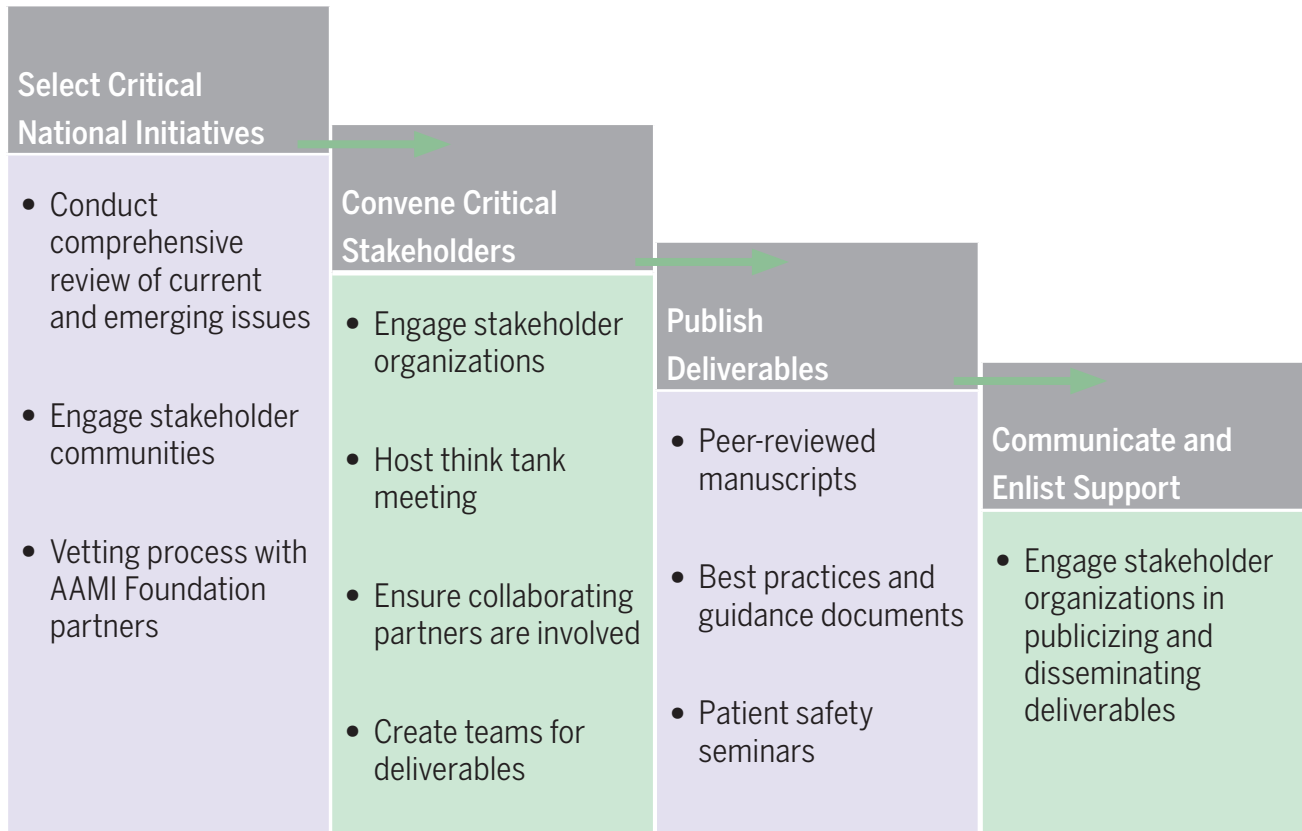 Select Critical
National Initiatives
• Conduct
comprehensive
review of current
and emerging issues
• Engage stakeholder
communities
• Vetting process with
AAMI Foundation
partners
Convene Critical
Stakeholders
• Engage stakeholder
organizations
• Host think tank
meeting
• Ensure collaborating
partners are involved
• Create teams for
deliverables
Publish
Deliverables
• Peer-reviewed
manuscripts
• Best practices and
guidance documents
• Patient safety
seminars
Communicate and
Enlist Support
• Engage stakeholder
organizations in
publicizing and
disseminating
deliverables